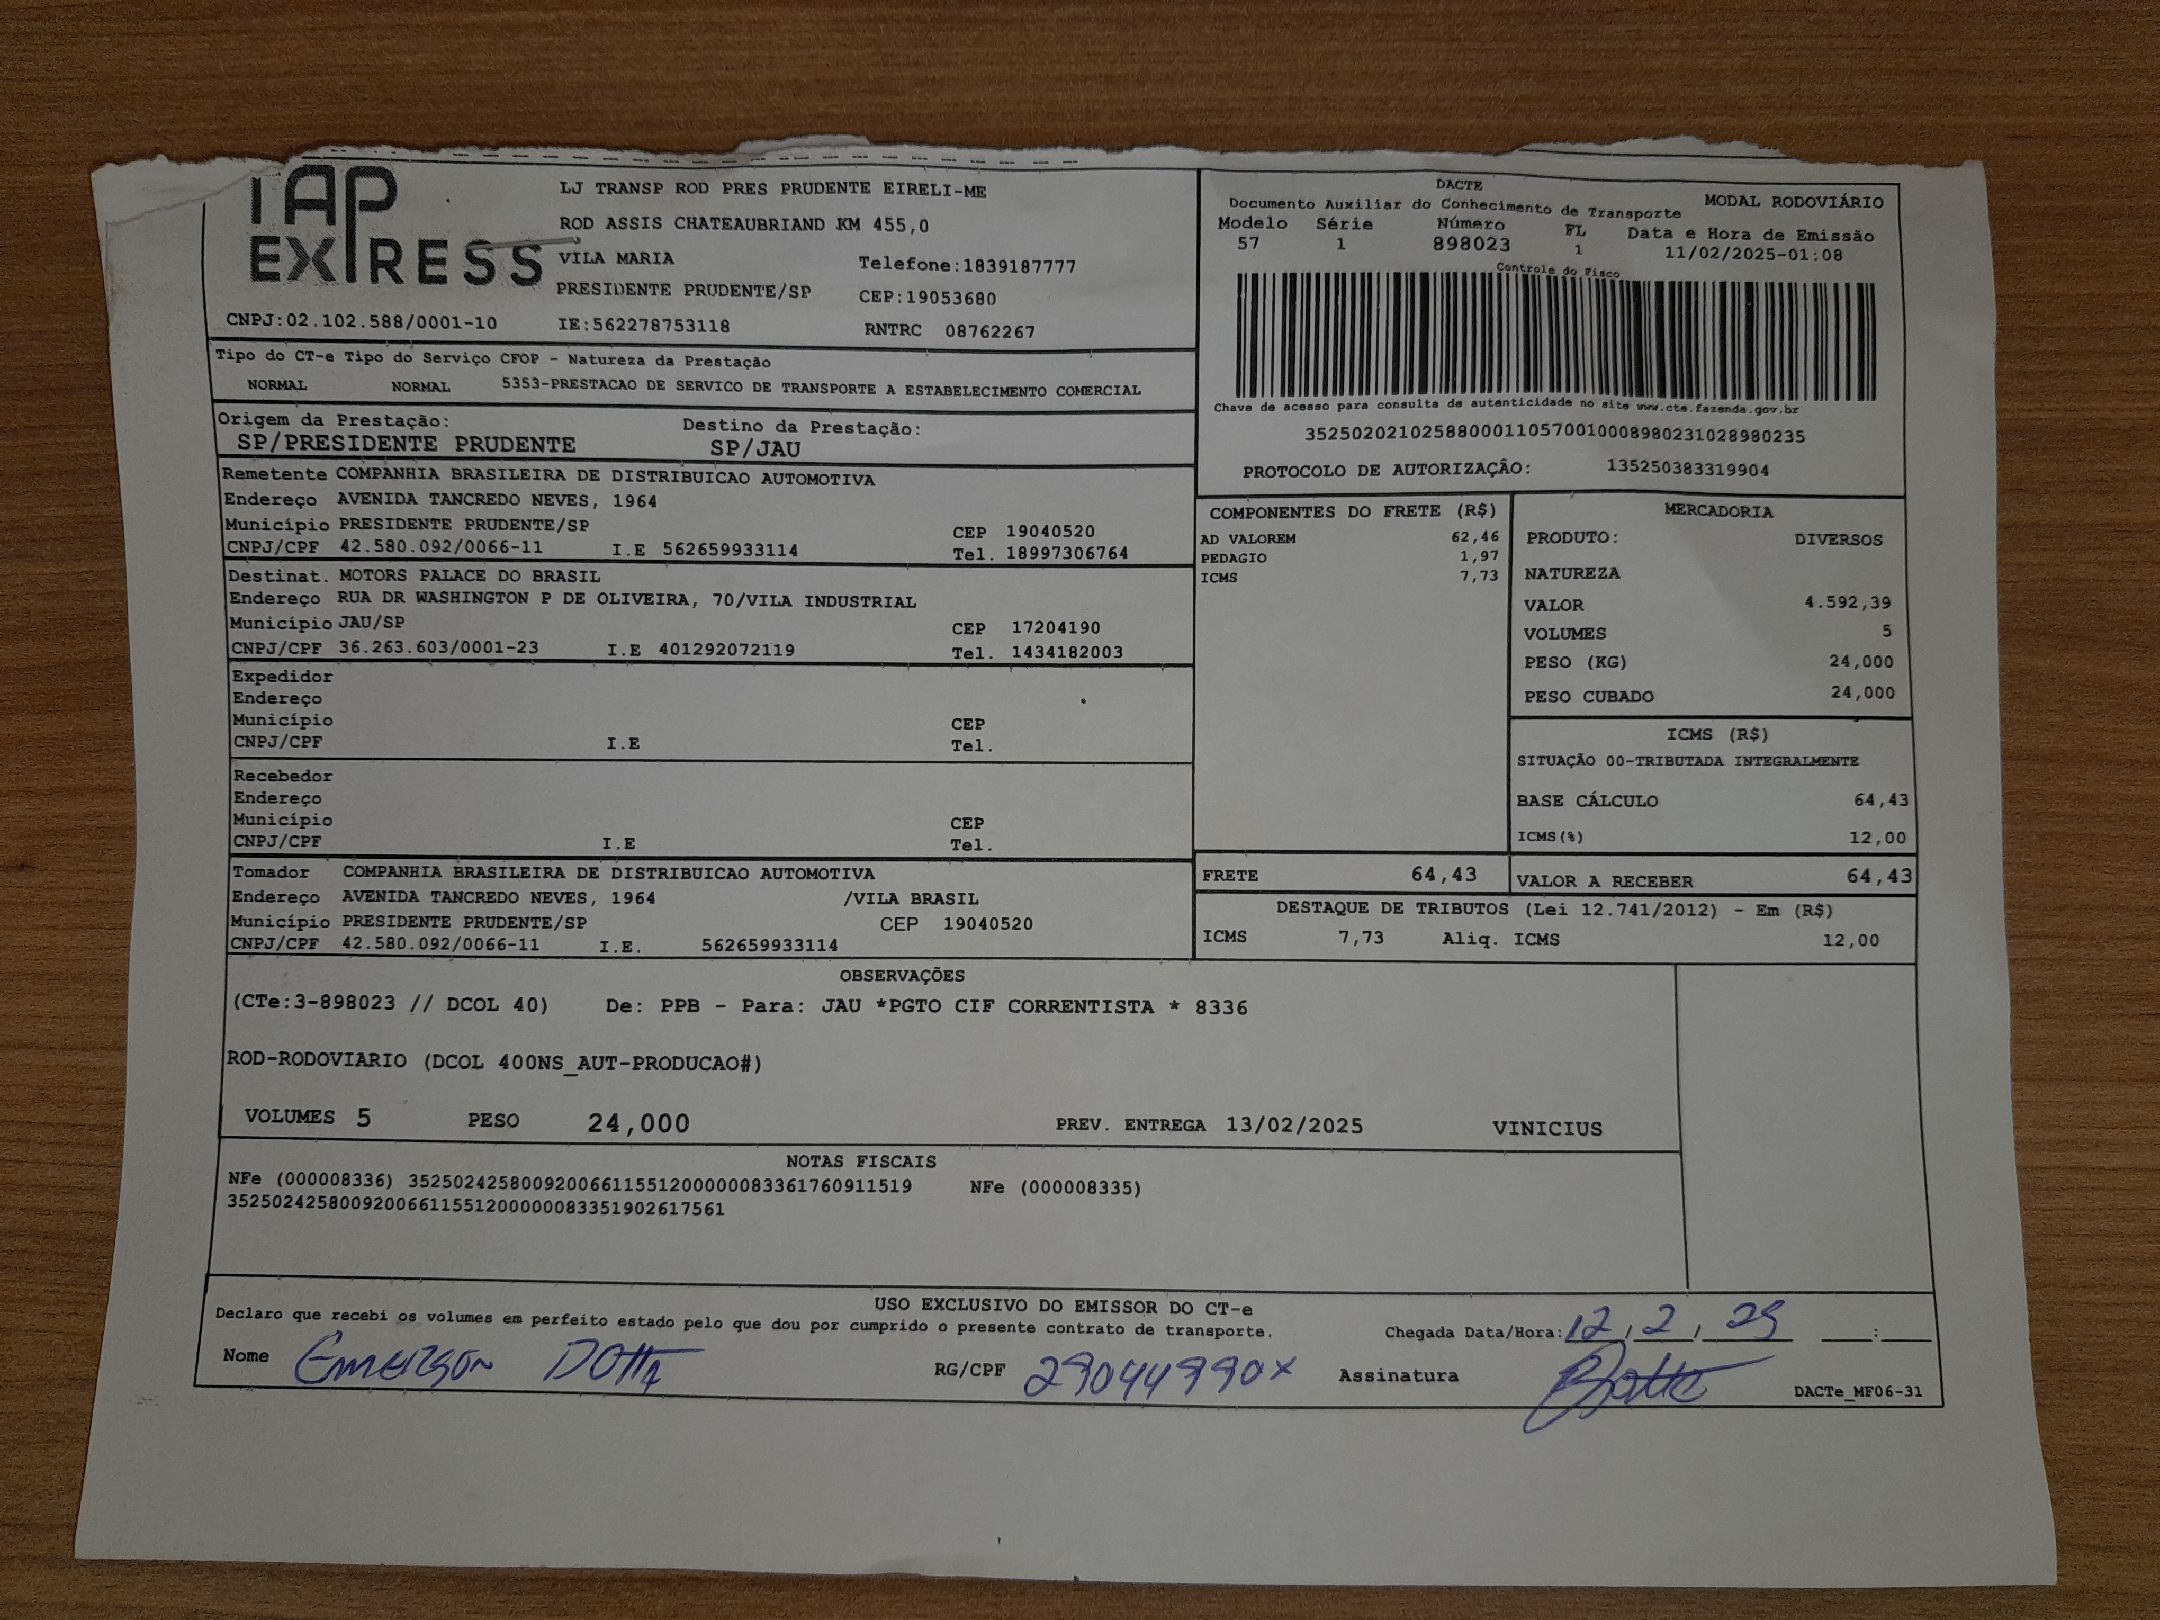 TAP
EXPRESS
LJ TRANSP ROD PRES PRUDENTE EIRELI-ME
ROD ASSIS CHATEAUBRIAND KM 455,0
VILA MARIA Telefone:1839187777
PRESIDENTE PRUDENTE/SP CEP:19053680
CNPJ:02.102.588/0001-10 IE:562278753118 RNTRC 08762267
DACTE MODAL RODOVIÁRIO
Documento Auxiliar do Conhecimento de Transporte
Modelo Série Número FL Data e Hora de Emissão
57 1 898023 1 11/02/2025-01:08
Controle do Fisco
Chave de acesso para consulta de autenticidade no site www.cte.fazenda.gov.br
35250202102588000110570010008980231028980235
PROTOCOLO DE AUTORIZAÇÂO: 135250383319904
Tipo do CT-e Tipo do Serviço CFOP - Natureza da Prestação
NORMAL NORMAL 5353-PRESTACAO DE SERVICO DE TRANSPORTE A ESTABELECIMENTO COMERCIAL
Origem da Prestação: Destino da Prestação:
SP/PRESIDENTE PRUDENTE SP/JAU
Remetente COMPANHIA BRASILEIRA DE DISTRIBUICAO AUTOMOTIVA
Endereço AVENIDA TANCREDO NEVES, 1964
Município PRESIDENTE PRUDENTE/SP CEP 19040520
CNPJ/CPF 42.580.092/0066-11 I.E 562659933114 Tel. 18997306764
Destinat. MOTORS PALACE DO BRASIL
Endereço RUA DR WASHINGTON P DE OLIVEIRA, 70/VILA INDUSTRIAL
Município JAU/SP CEP 17204190
CNPJ/CPF 36.263.603/0001-23 I.E 401292072119 Tel. 1434182003
Expedidor
Endereço
Município CEP
CNPJ/CPF I.E Tel.
Recebedor
Endereço
Município CEP
CNPJ/CPF I.E Tel.
Tomador COMPANHIA BRASILEIRA DE DISTRIBUICAO AUTOMOTIVA
Endereço AVENIDA TANCREDO NEVES, 1964 /VILA BRASIL
Município PRESIDENTE PRUDENTE/SP CEP 19040520
CNPJ/CPF 42.580.092/0066-11 I.E. 562659933114
COMPONENTES DO FRETE (R$)
AD VALOREM 62,46
PEDAGIO 1,97
ICMS 7,73
MERCADORIA
PRODUTO: DIVERSOS
NATUREZA
VALOR 4.592,39
VOLUMES 5
PESO (KG) 24,000
PESO CUBADO 24,000
ICMS (R$)
SITUAÇÃO 00-TRIBUTADA INTEGRALMENTE
BASE CÁLCULO 64,43
ICMS(%) 12,00
FRETE 64,43 VALOR A RECEBER 64,43
DESTAQUE DE TRIBUTOS (Lei 12.741/2012) - Em (R$)
ICMS 7,73 Aliq. ICMS 12,00
OBSERVAÇÕES
(CTe:3-898023 // DCOL 40) De: PPB - Para: JAU *PGTO CIF CORRENTISTA * 8336
ROD-RODOVIARIO (DCOL 400NS_AUT-PRODUCAO#)
VOLUMES 5 PESO 24,000 PREV. ENTREGA 13/02/2025 VINICIUS
NOTAS FISCAIS
NFe (000008336) 35250242580092006611551200000083361760911519 NFe (000008335)
35250242580092006611551200000083351902617561
USO EXCLUSIVO DO EMISSOR DO CT-e
Declaro que recebi os volumes em perfeito estado pelo que dou por cumprido o presente contrato de transporte. Chegada Data/Hora: 12,2,25 __:__
Nome Emerson Dotta RG/CPF 29044990x Assinatura
DACTe_MF06-31